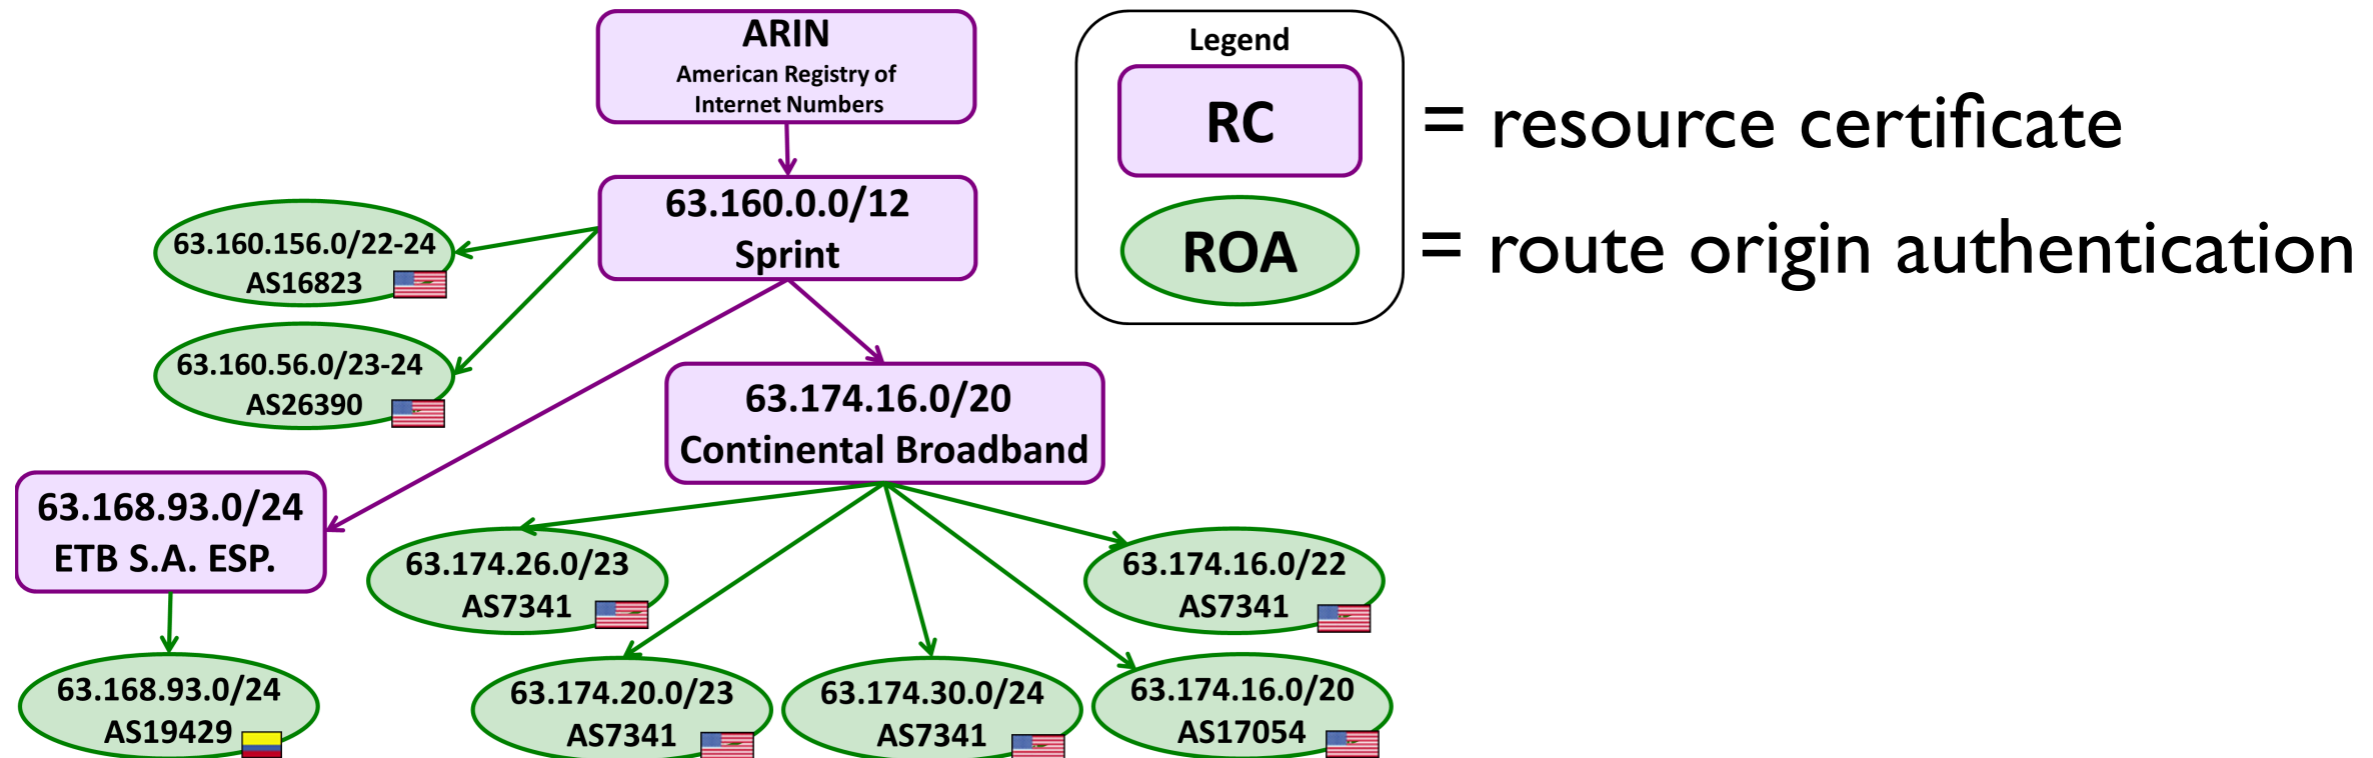 ARIN
American Registry of
Internet Numbers
Legend
RC
= resource certificate
ROA
= route origin authentication
63.160.0.0/12
Sprint
63.160.156.0/22-24
AS16823
63.160.56.0/23-24
AS26390
63.174.16.0/20
Continental Broadband
63.168.93.0/24
ETB S.A. ESP.
63.174.26.0/23
AS7341
63.174.16.0/22
AS7341
63.168.93.0/24
AS19429
63.174.20.0/23
AS7341
63.174.30.0/24
AS7341
63.174.16.0/20
AS17054